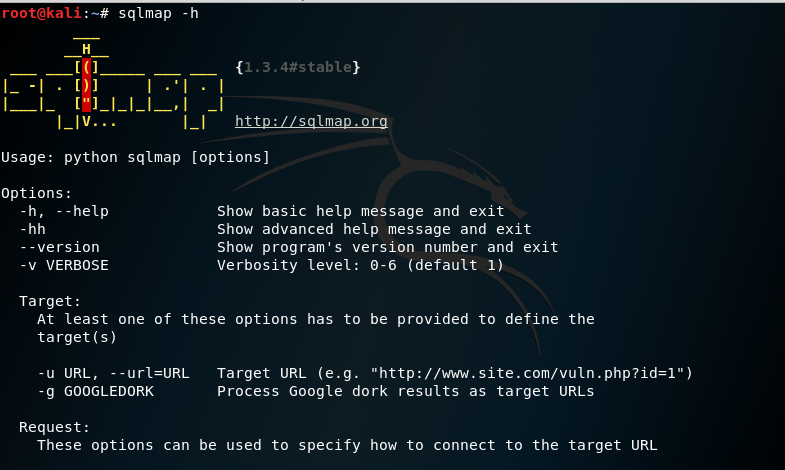 root@kali:~# sqlmap -h
        ___
       __H__
 ___ ___[(]_____ ___ ___  {1.3.4#stable}
|_ -| . [)]     | .'| . |
|___|_  ["]_|_|_|__,|  _|
      |_|V...       |_|   http://sqlmap.org
Usage: python sqlmap [options]
Options:
  -h, --help            Show basic help message and exit
  -hh                   Show advanced help message and exit
  --version             Show program's version number and exit
  -v VERBOSE            Verbosity level: 0-6 (default 1)
  Target:
    At least one of these options has to be provided to define the
    target(s)
    -u URL, --url=URL   Target URL (e.g. "http://www.site.com/vuln.php?id=1")
    -g GOOGLEDORK       Process Google dork results as target URLs
  Request:
    These options can be used to specify how to connect to the target URL